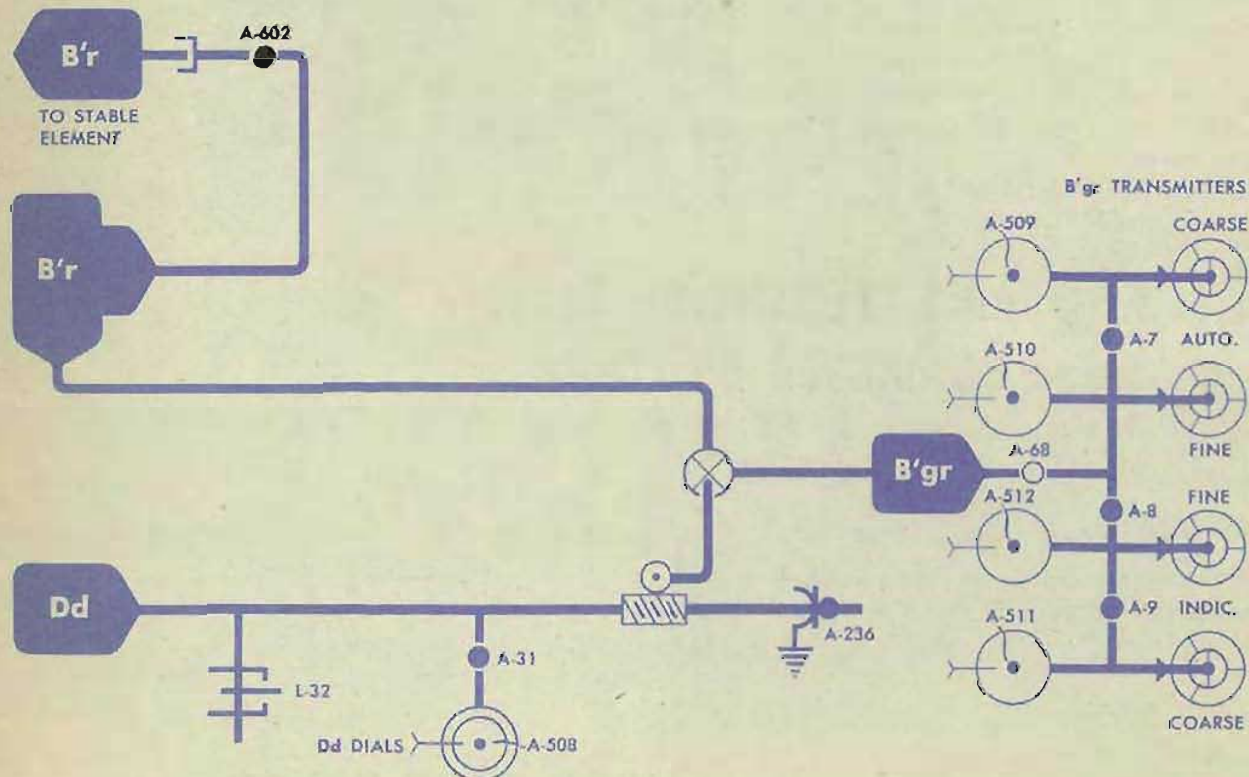 A-602
B'r
TO STABLE
ELEMENT
B'r
B'gr TRANSMITTERS
A-509
COARSE
A-7
AUTO.
A-510
FINE
B'gr
A-68
A-512
FINE
A-8
A-9
INDIC.
A-511
COARSE
Dd
A-236
A-31
L-32
Dd DIALS
A-508